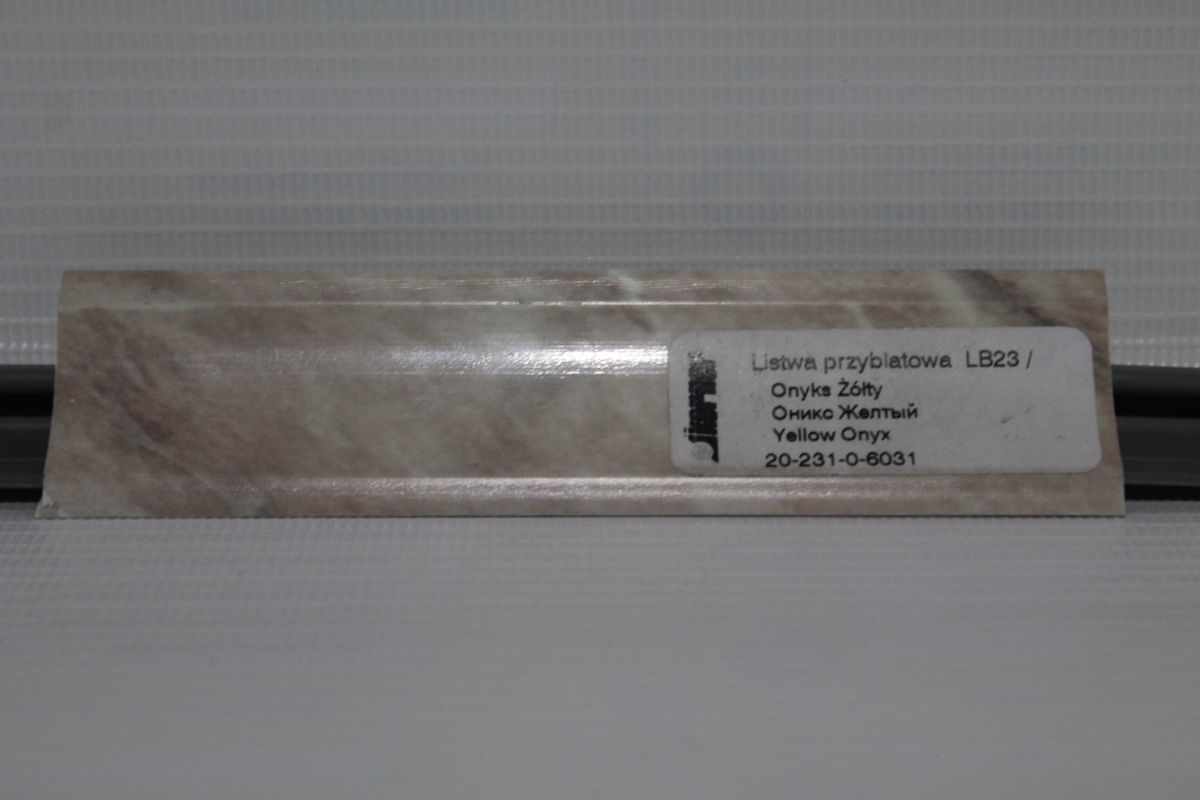 Listwa przyblatowa LB23 /
Onyks Żółty
Оникс Желтый
Yellow Onyx
20-231-0-6031